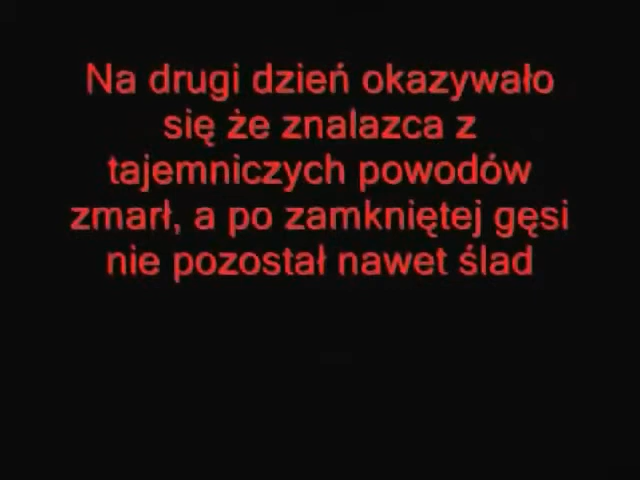 Na drugi dzień okazywało
się że znalazca z
tajemniczych powodów
zmarł, a po zamkniętej gęsi
nie pozostał nawet ślad